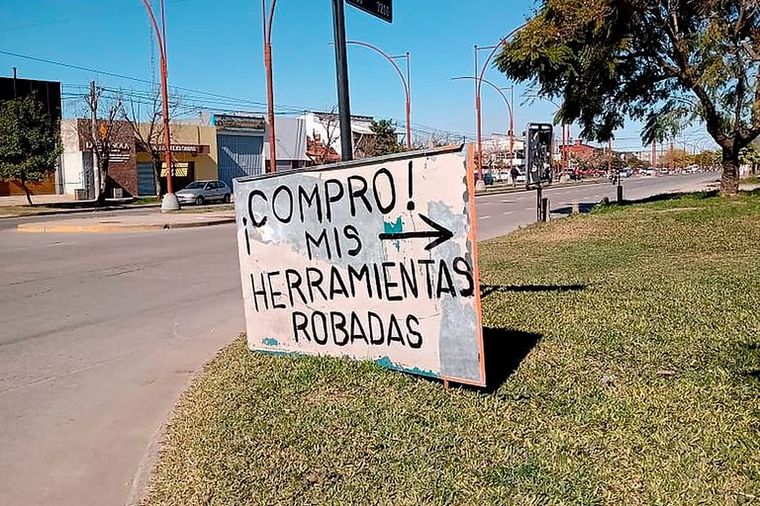 ¡COMPRO!
MIS
HERRAMIENTAS
ROBADAS